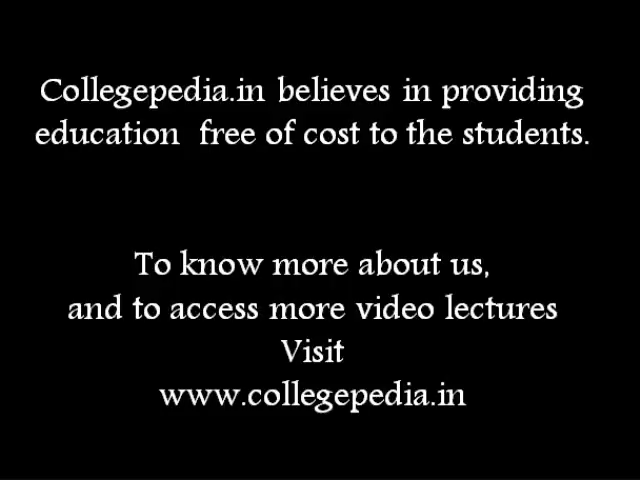 Collegepedia.in believes in providing
education free of cost to the students.
To know more about us,
and to access more video lectures
Visit
www.collegepedia.in